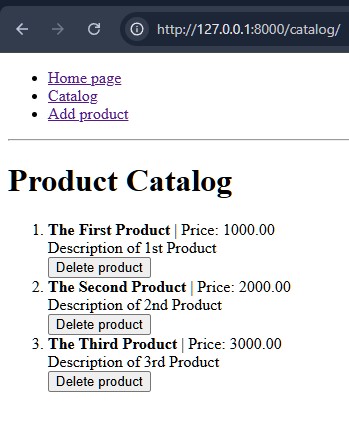 http://127.0.0.1:8000/catalog/
Home page
Catalog
Add product
Product Catalog
1. The First Product | Price: 1000.00
Description of 1st Product
Delete product
2. The Second Product | Price: 2000.00
Description of 2nd Product
Delete product
3. The Third Product | Price: 3000.00
Description of 3rd Product
Delete product